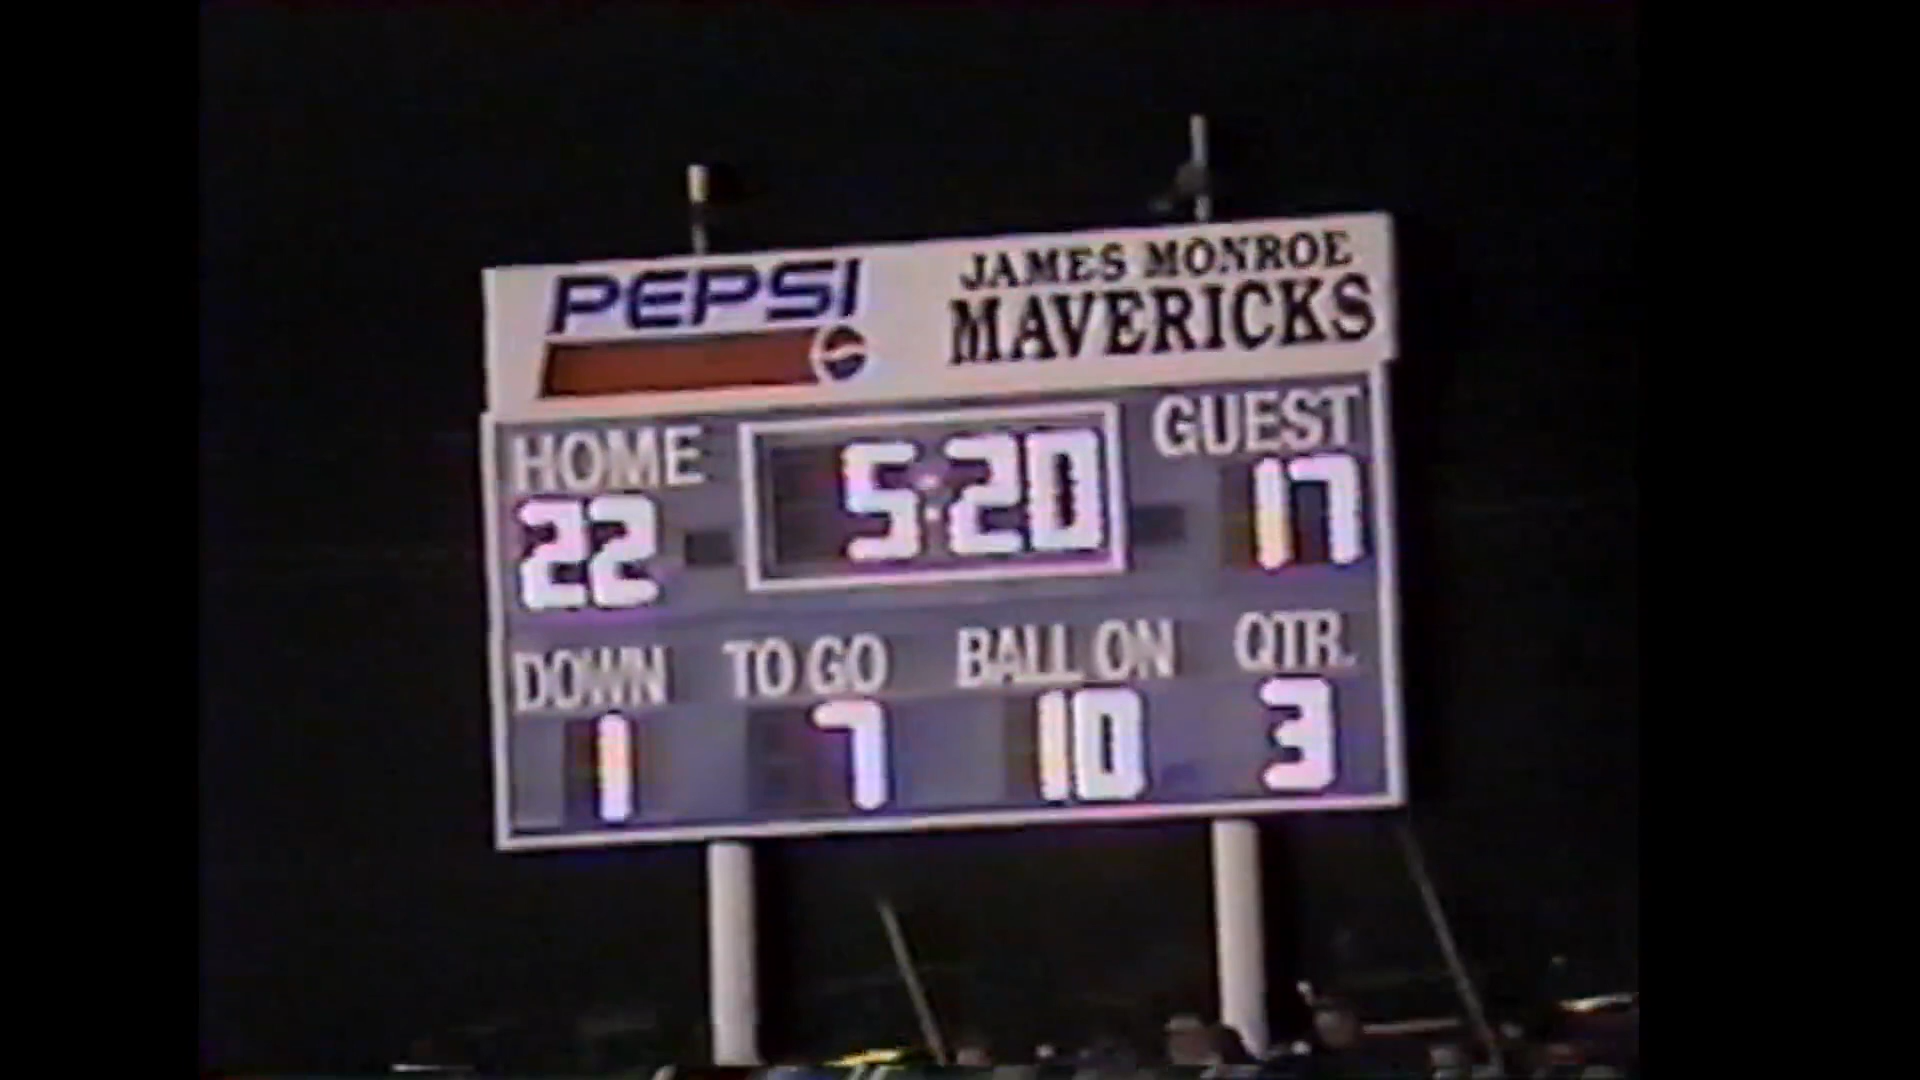 PEPSI
JAMES MONROE
MAVERICKS
HOME
5:20
GUEST
22
17
DOWN
TO GO
BALL ON
QTR.
1
7
10
3